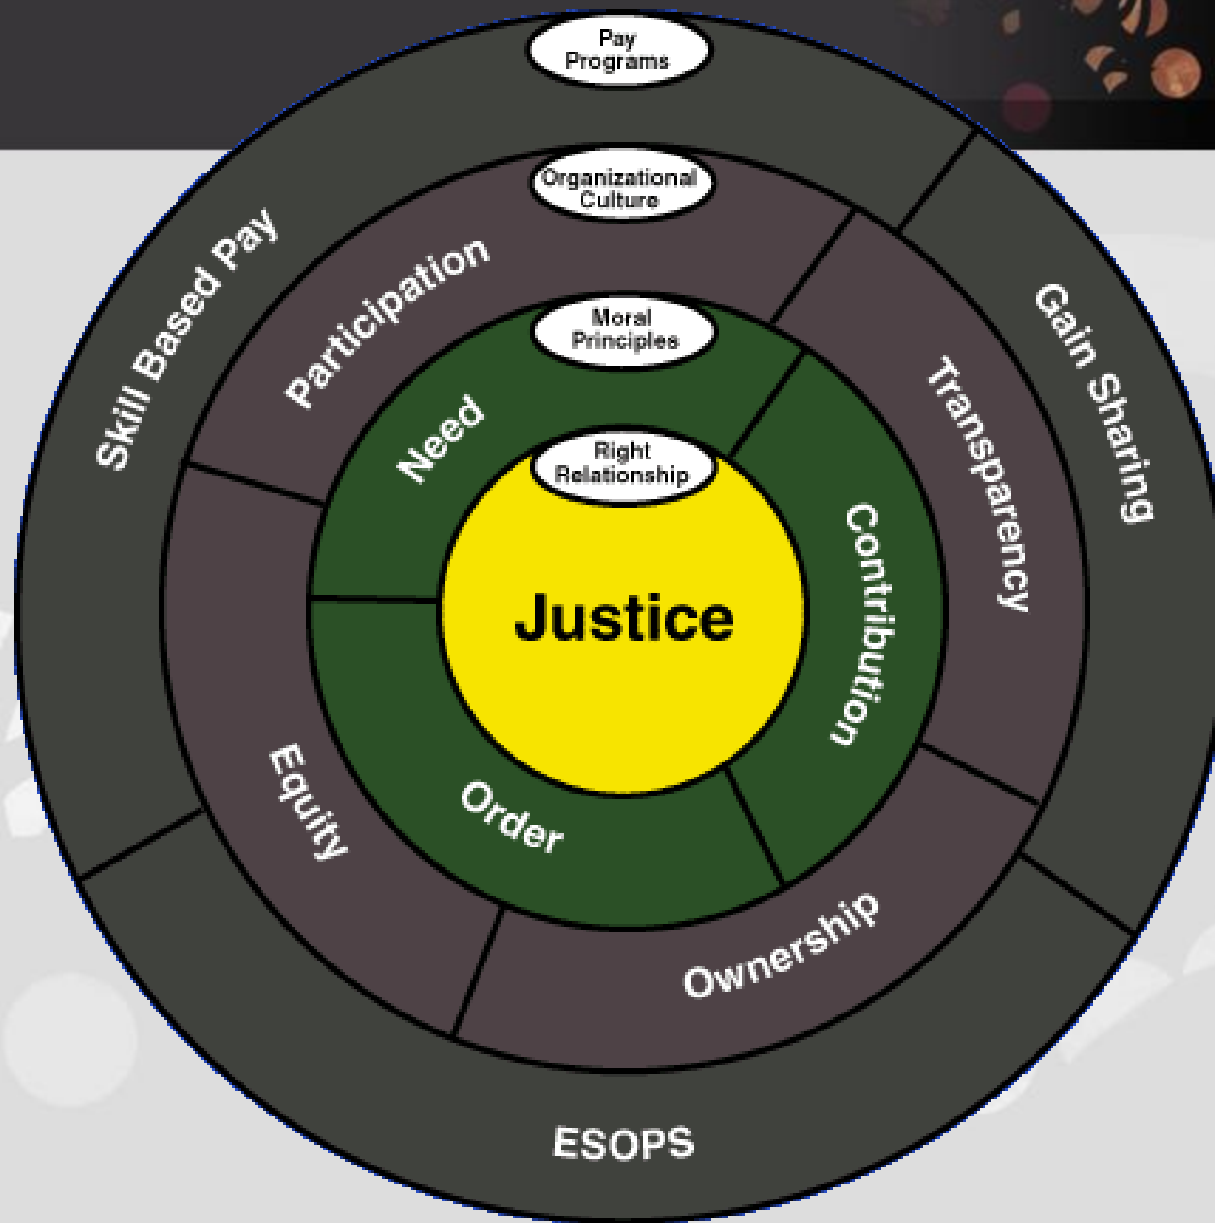 Pay
Programs
Organizational
Culture
Moral
Principles
Right
Relationship
Justice
Need
Contribution
Order
Participation
Transparency
Equity
Ownership
Skill Based Pay
Gain Sharing
ESOPS